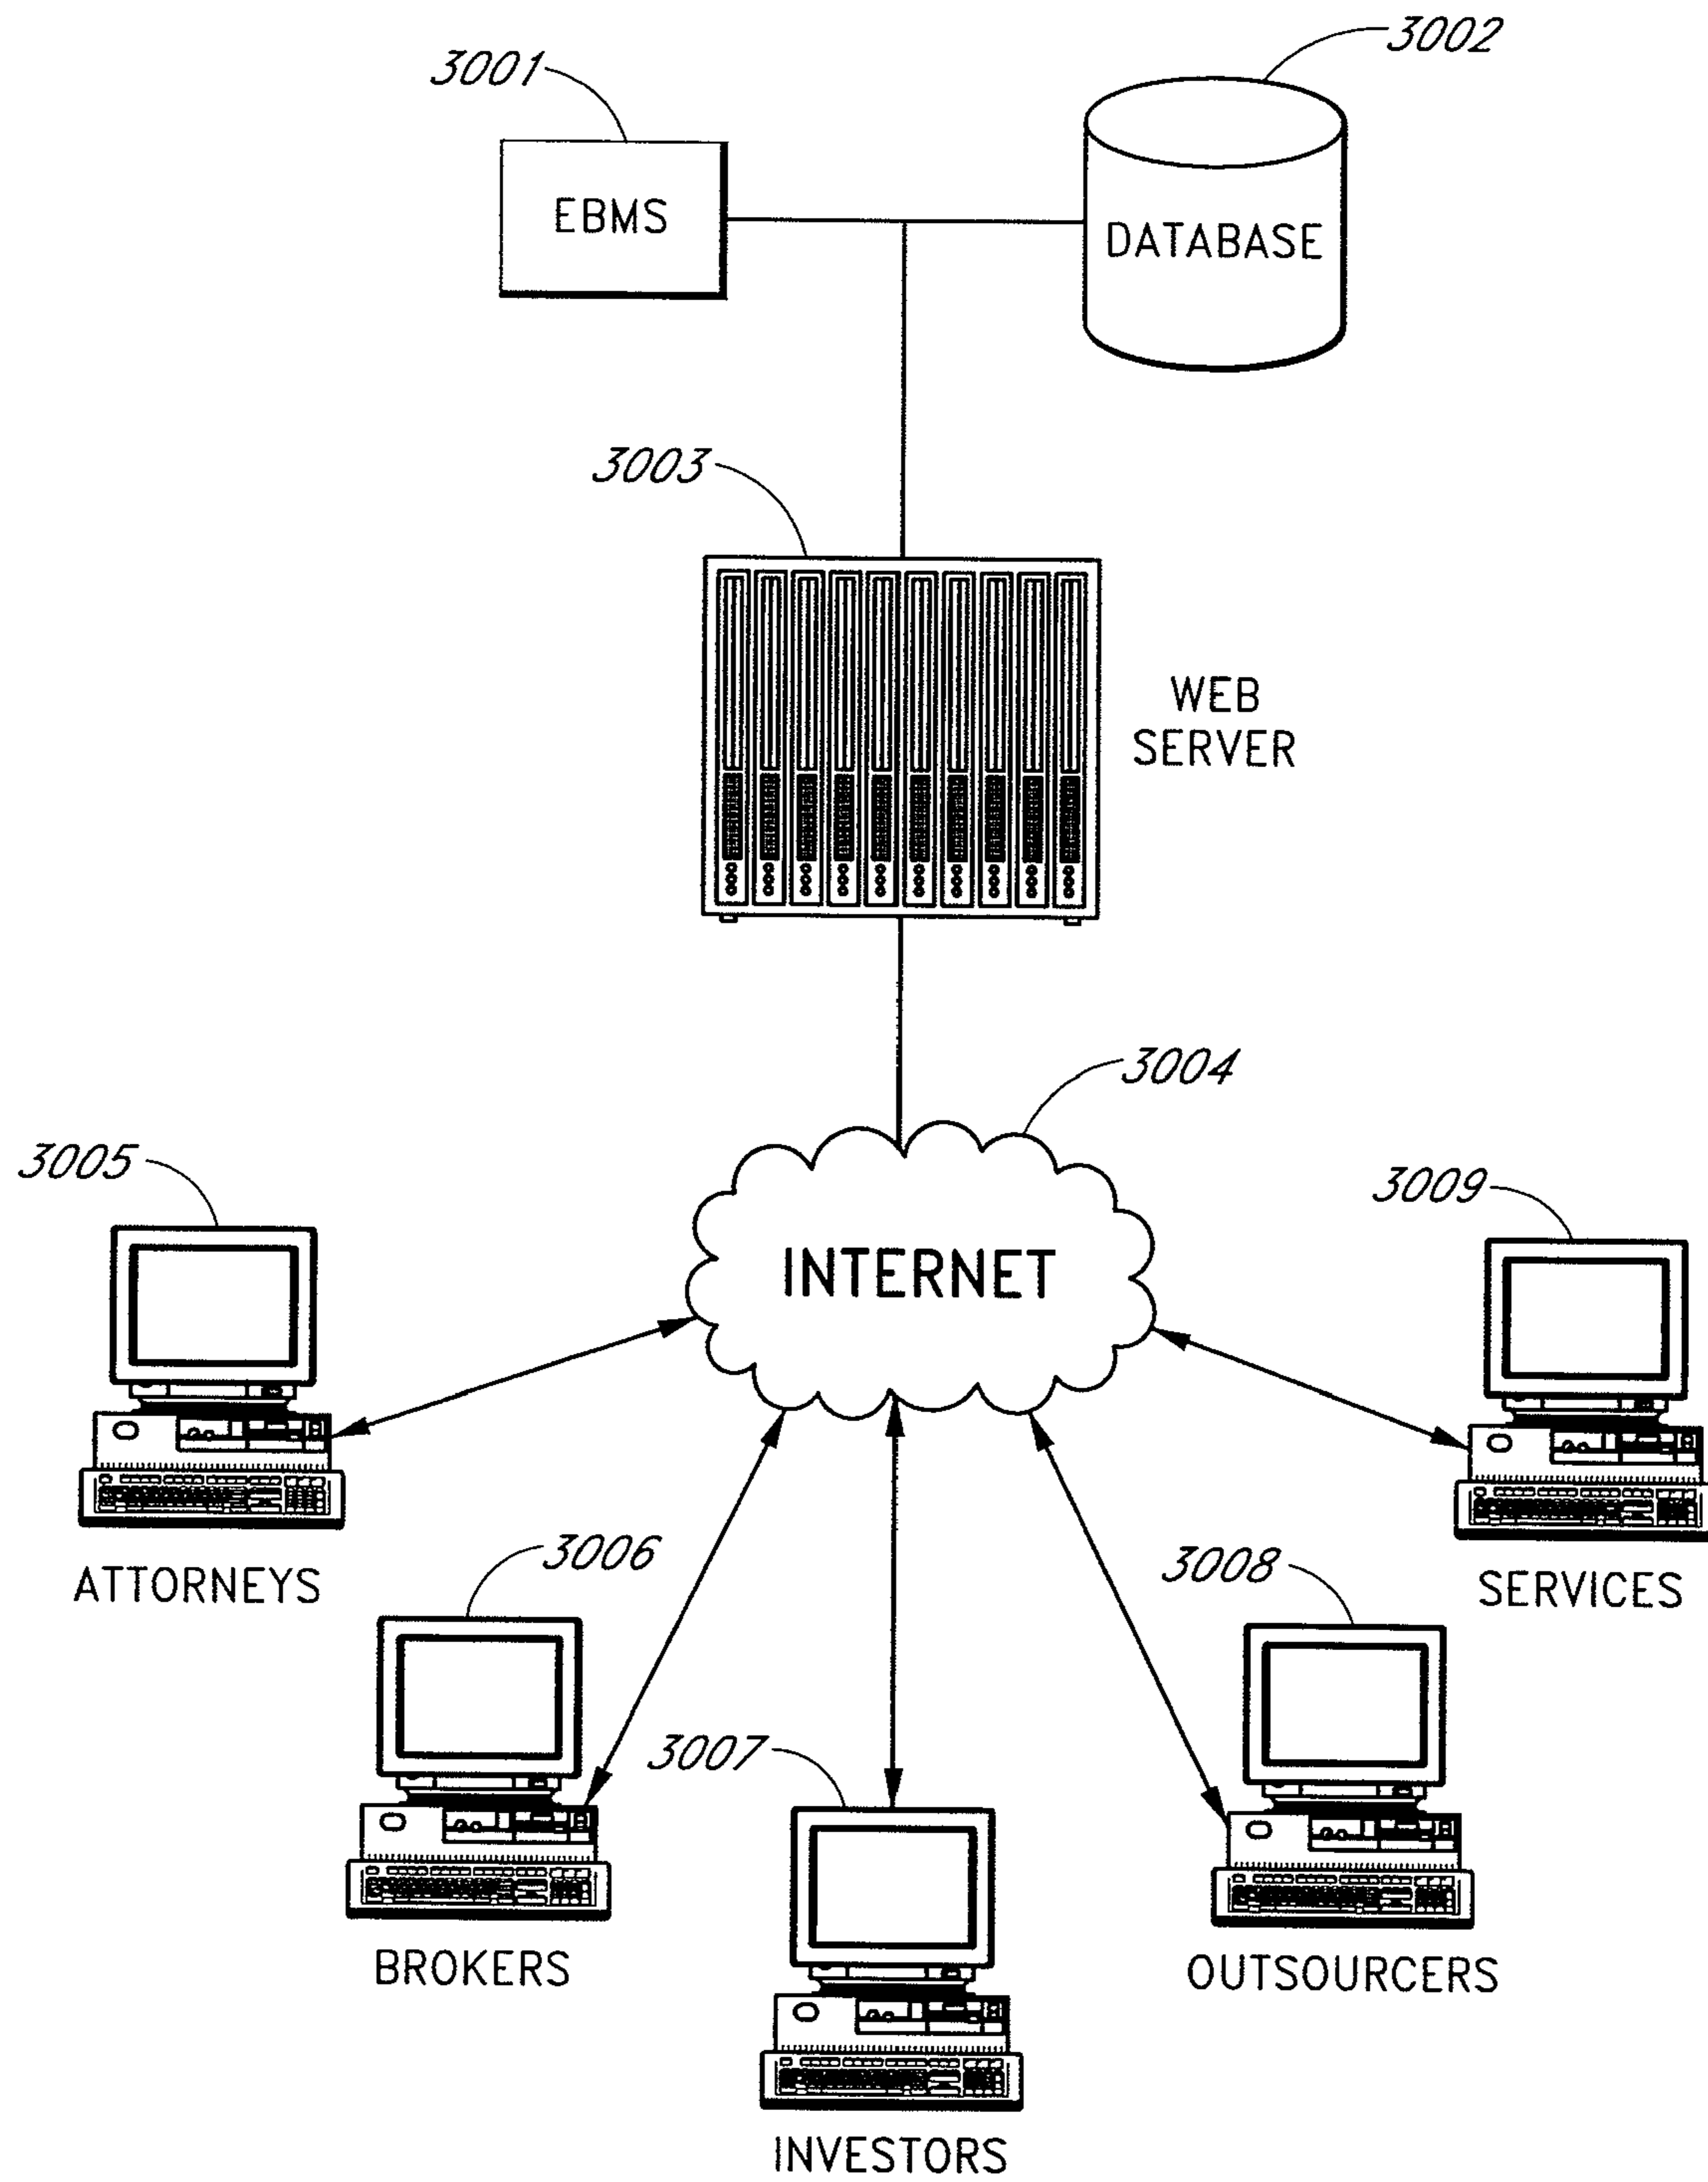 3001
3002
EBMS
DATABASE
3003
WEB
SERVER
3004
3005
3009
INTERNET
3006
3008
ATTORNEYS
SERVICES
3007
BROKERS
OUTSOURCERS
INVESTORS